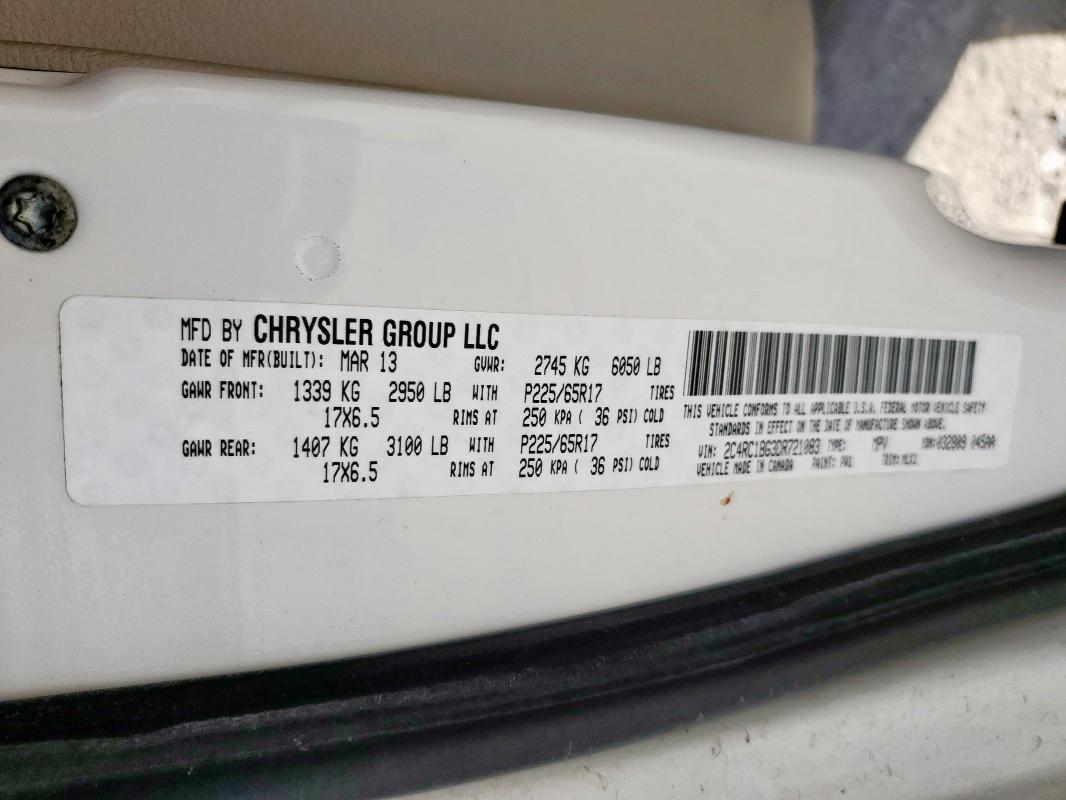 MFD BY CHRYSLER GROUP LLC
DATE OF MFR(BUILT): MAR 13 GVWR: 2745 KG 6050 LB
GAWR FRONT: 1339 KG 2950 LB WITH P225/65R17 TIRES
17X6.5 RIMS AT 250 KPA ( 36 PSI) COLD
GAWR REAR: 1407 KG 3100 LB WITH P225/65R17 TIRES
17X6.5 RIMS AT 250 KPA ( 36 PSI) COLD
THIS VEHICLE CONFORMS TO ALL APPLICABLE U.S.A. FEDERAL MOTOR VEHICLE SAFETY
STANDARDS IN EFFECT ON THE DATE OF MANUFACTURE SHOWN ABOVE.
VIN: 2C4RC1BG3DR721083 TYPE: MPV 045AA
VEHICLE MADE IN CANADA PAINT: TRIM: